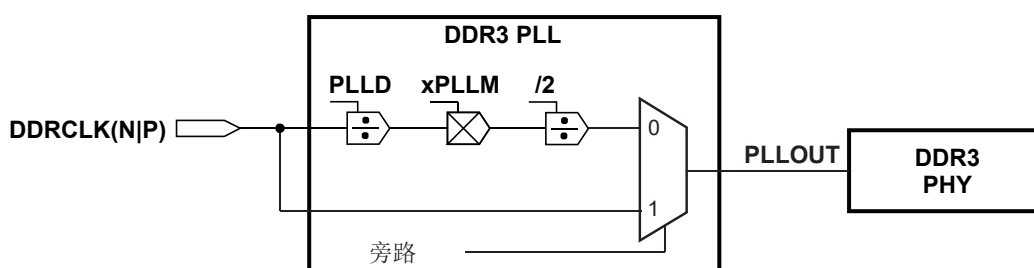 DDR3 PLL
PLLD
xPLLM
/2
DDRCLK(N|P)
0
PLLOUT
DDR3
PHY
1
旁路